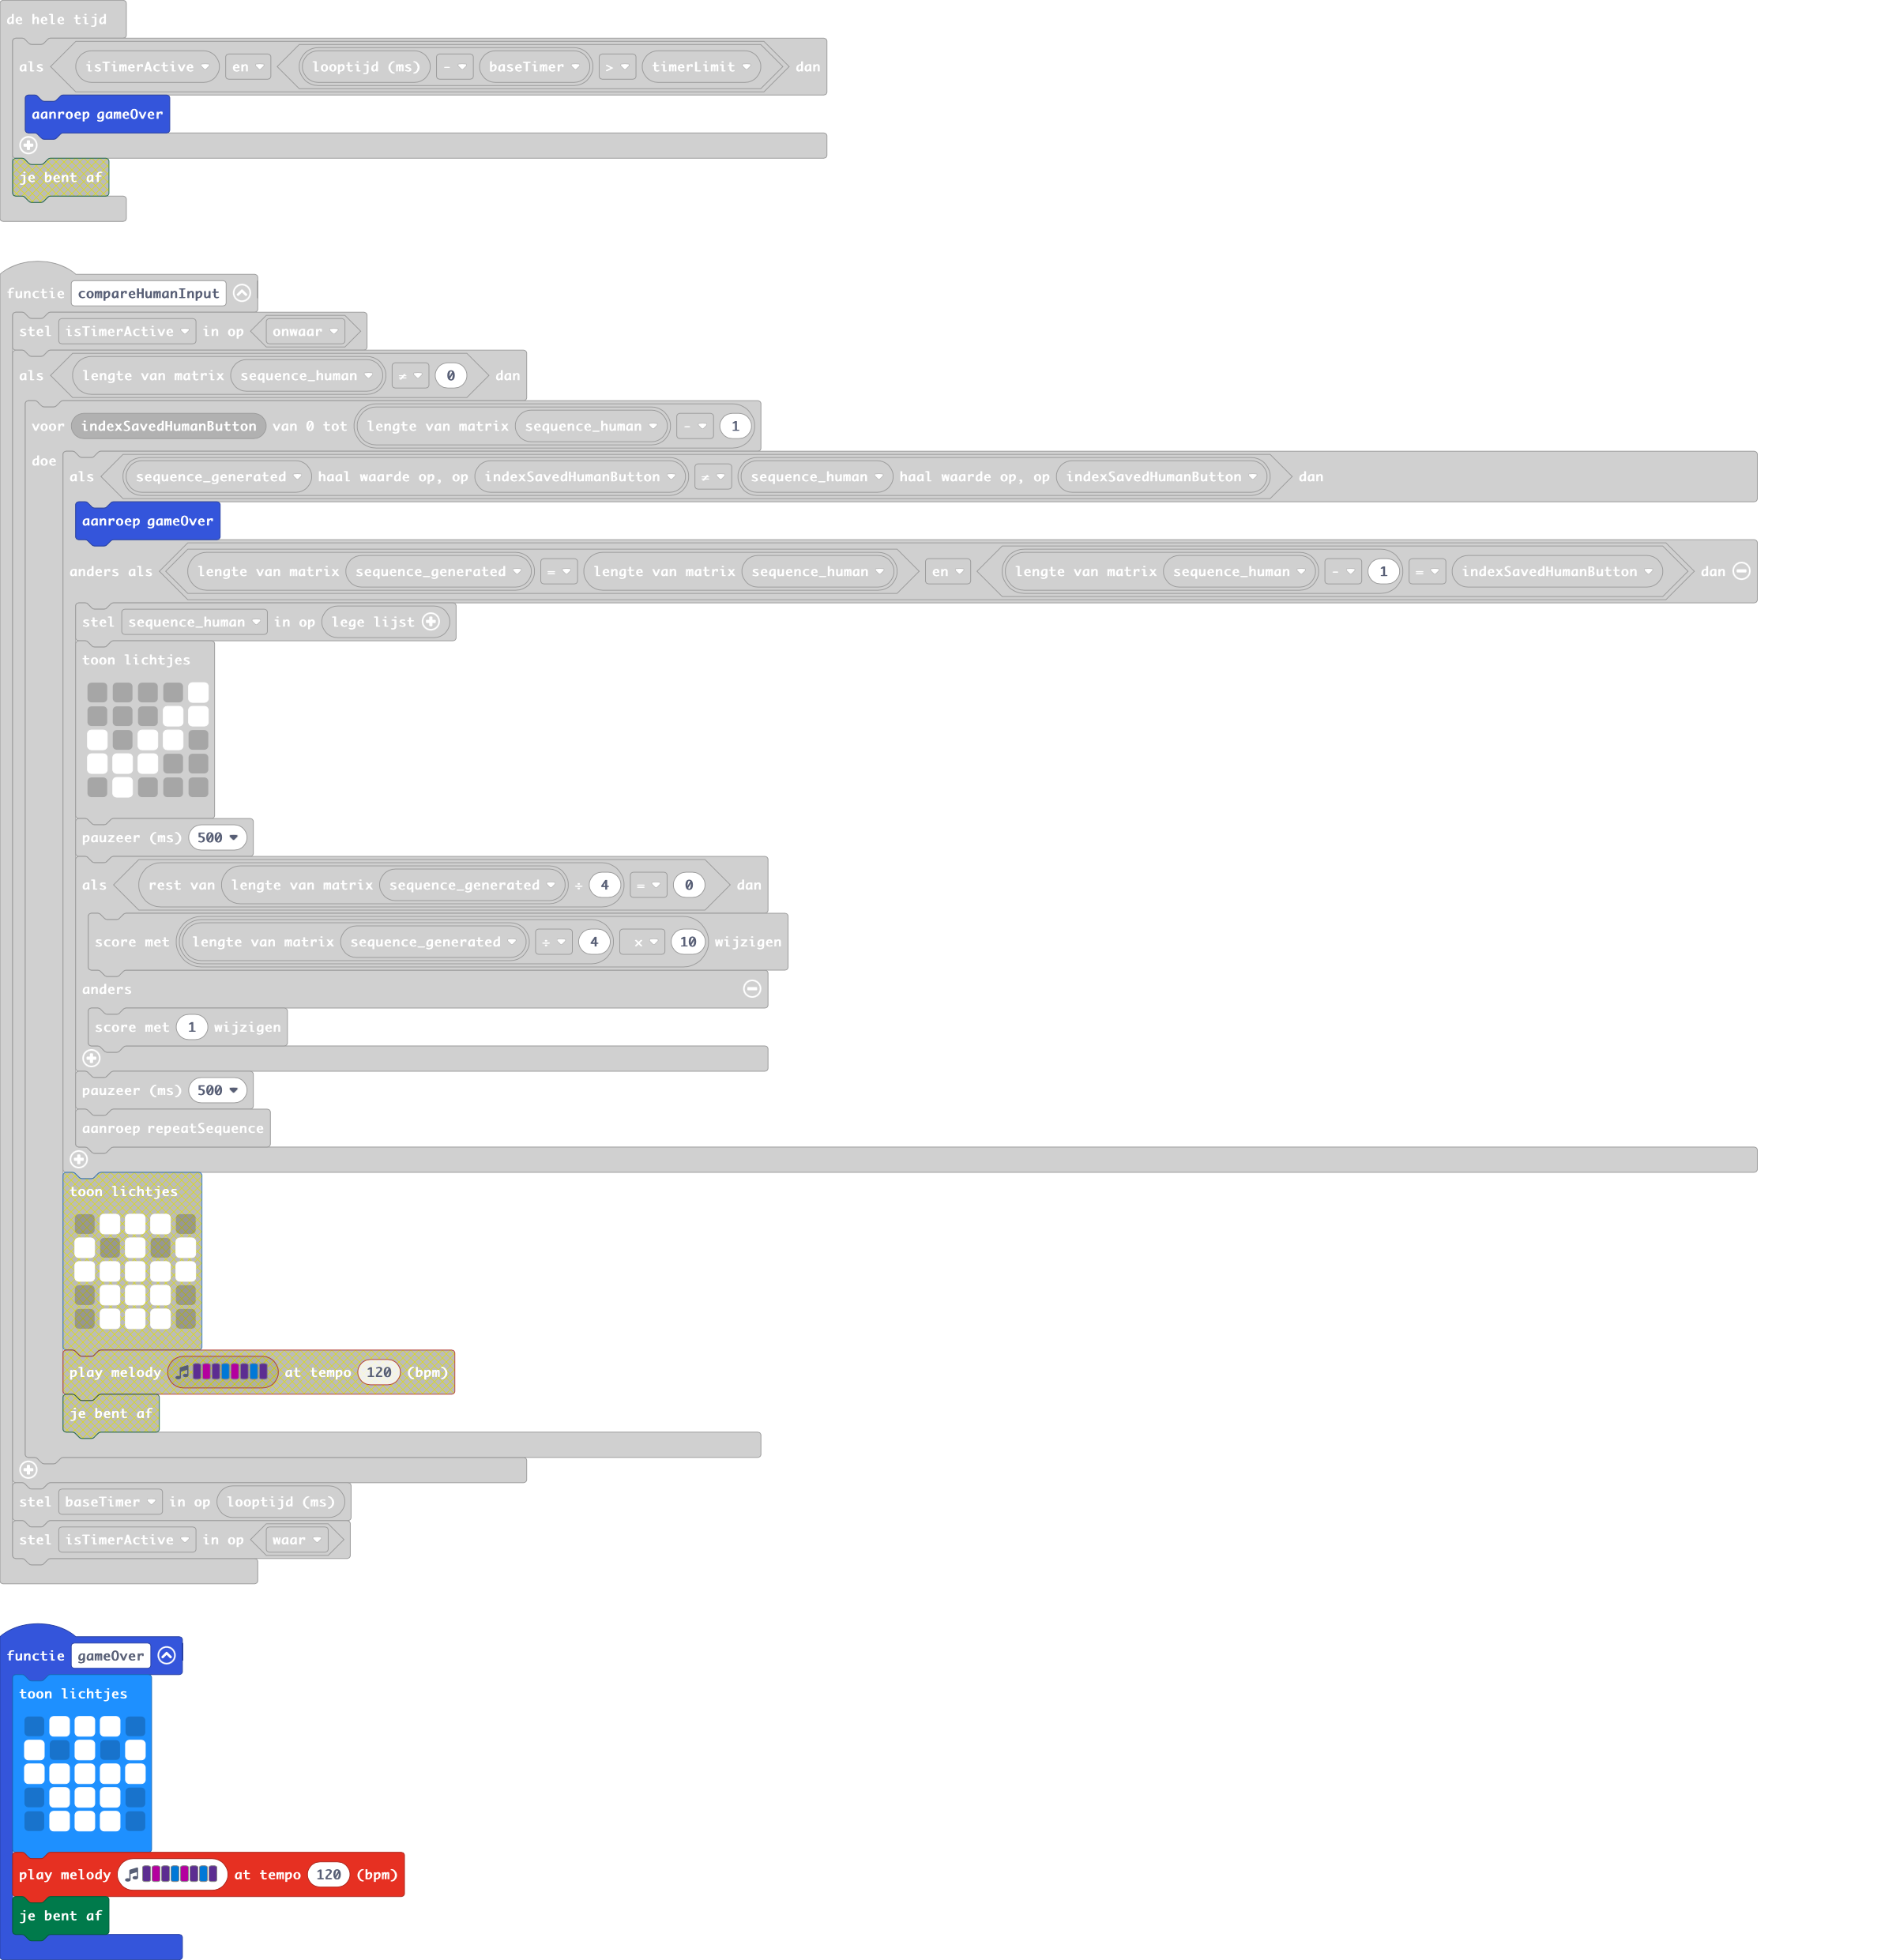 de hele tijd
als isTimerActive en looptijd (ms) - baseTimer > timerLimit dan
aanroep gameOver
je bent af
functie compareHumanInput
stel isTimerActive in op onwaar
als lengte van matrix sequence_human ≠ 0 dan
voor indexSavedHumanButton van 0 tot lengte van matrix sequence_human - 1
doe
als sequence_generated haal waarde op, op indexSavedHumanButton ≠ sequence_human haal waarde op, op indexSavedHumanButton dan
aanroep gameOver
anders als lengte van matrix sequence_generated = lengte van matrix sequence_human en lengte van matrix sequence_human - 1 = indexSavedHumanButton dan
stel sequence_human in op lege lijst
toon lichtjes
pauzeer (ms) 500
als rest van lengte van matrix sequence_generated ÷ 4 = 0 dan
score met lengte van matrix sequence_generated ÷ 4 × 10 wijzigen
anders
score met 1 wijzigen
pauzeer (ms) 500
aanroep repeatSequence
toon lichtjes
play melody at tempo 120 (bpm)
je bent af
stel baseTimer in op looptijd (ms)
stel isTimerActive in op waar
functie gameOver
toon lichtjes
play melody at tempo 120 (bpm)
je bent af